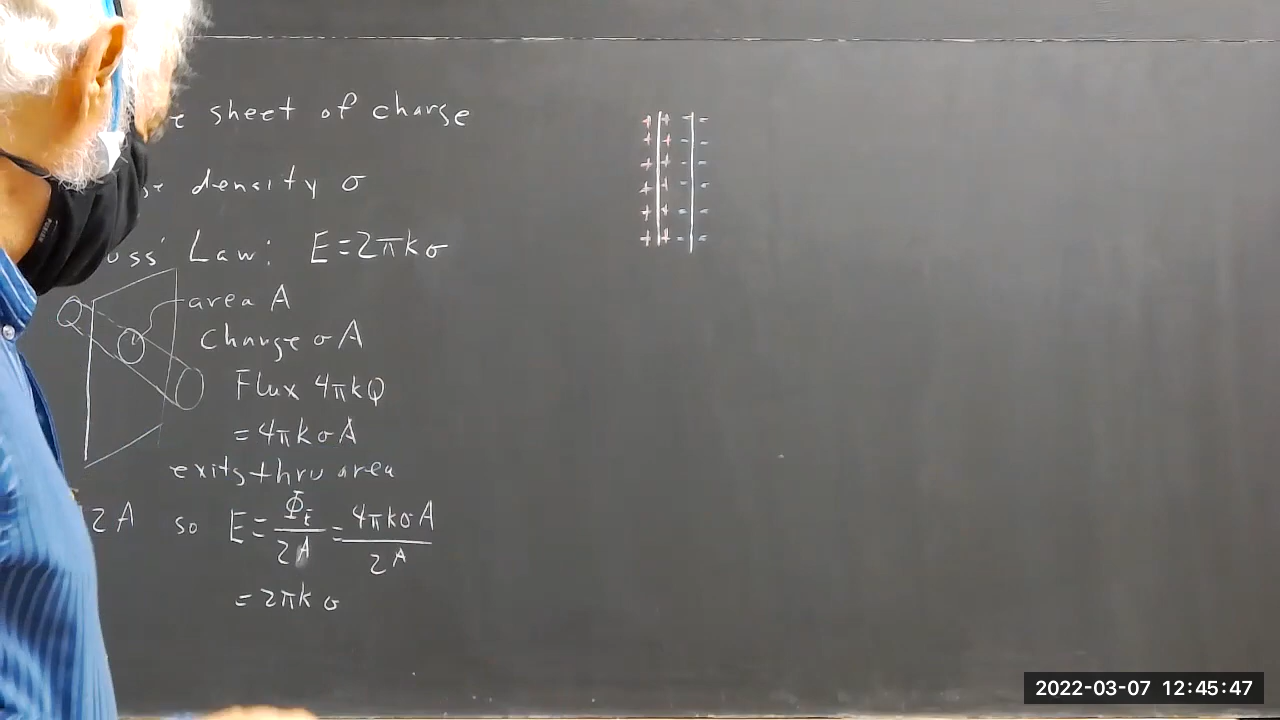 sheet of charge
density σ
Law: E = 2πkσ
area A
Q
Charge σA
Flux 4πkQ
= 4πkσA
exits thru area
2A so E = Φ_E / 2A = 4πkσA / 2A
= 2πkσ
+ + - -
+ + - -
+ + - -
+ + - -
+ + - -
+ + - -
2022-03-07 12:45:47